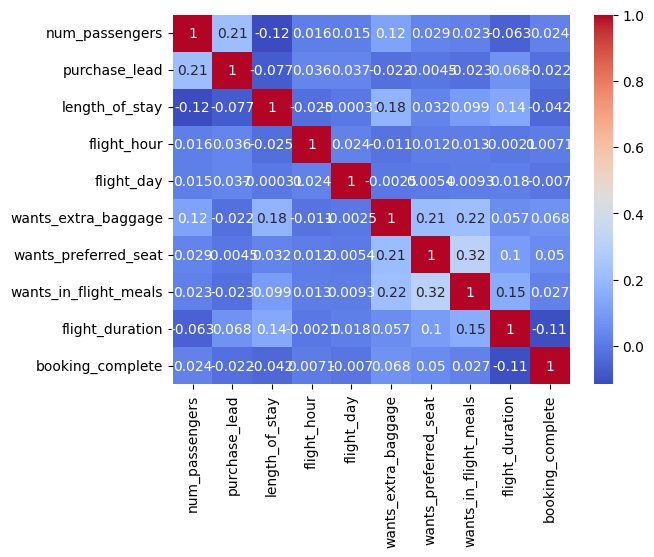 num_passengers 1 0.21 -0.12 0.016 0.015 0.12 0.029 0.023 -0.063 0.024 1.0
purchase_lead 0.21 1 -0.077 0.036 0.037 -0.022 0.0045 -0.023 0.068 -0.022
length_of_stay -0.12 -0.077 1 -0.025 -0.00031 0.18 0.032 0.099 0.14 -0.042 0.8
flight_hour 0.016 0.036 -0.025 1 0.024 -0.011 0.012 0.013 -0.0021 0.0071
0.6
flight_day 0.015 0.037 -0.00031 0.024 1 -0.0025 0.0054 0.0093 0.018 -0.007
wants_extra_baggage 0.12 -0.022 0.18 -0.011 -0.0025 1 0.21 0.22 0.057 0.068 0.4
wants_preferred_seat 0.029 0.0045 0.032 0.012 0.0054 0.21 1 0.32 0.1 0.05
wants_in_flight_meals 0.023 -0.023 0.099 0.013 0.0093 0.22 0.32 1 0.15 0.027 0.2
flight_duration -0.063 0.068 0.14 -0.0021 0.018 0.057 0.1 0.15 1 -0.11
0.0
booking_complete 0.024 -0.022 -0.042 0.0071 -0.007 0.068 0.05 0.027 -0.11 1
num_passengers
purchase_lead
length_of_stay
flight_hour
flight_day
wants_extra_baggage
wants_preferred_seat
wants_in_flight_meals
flight_duration
booking_complete